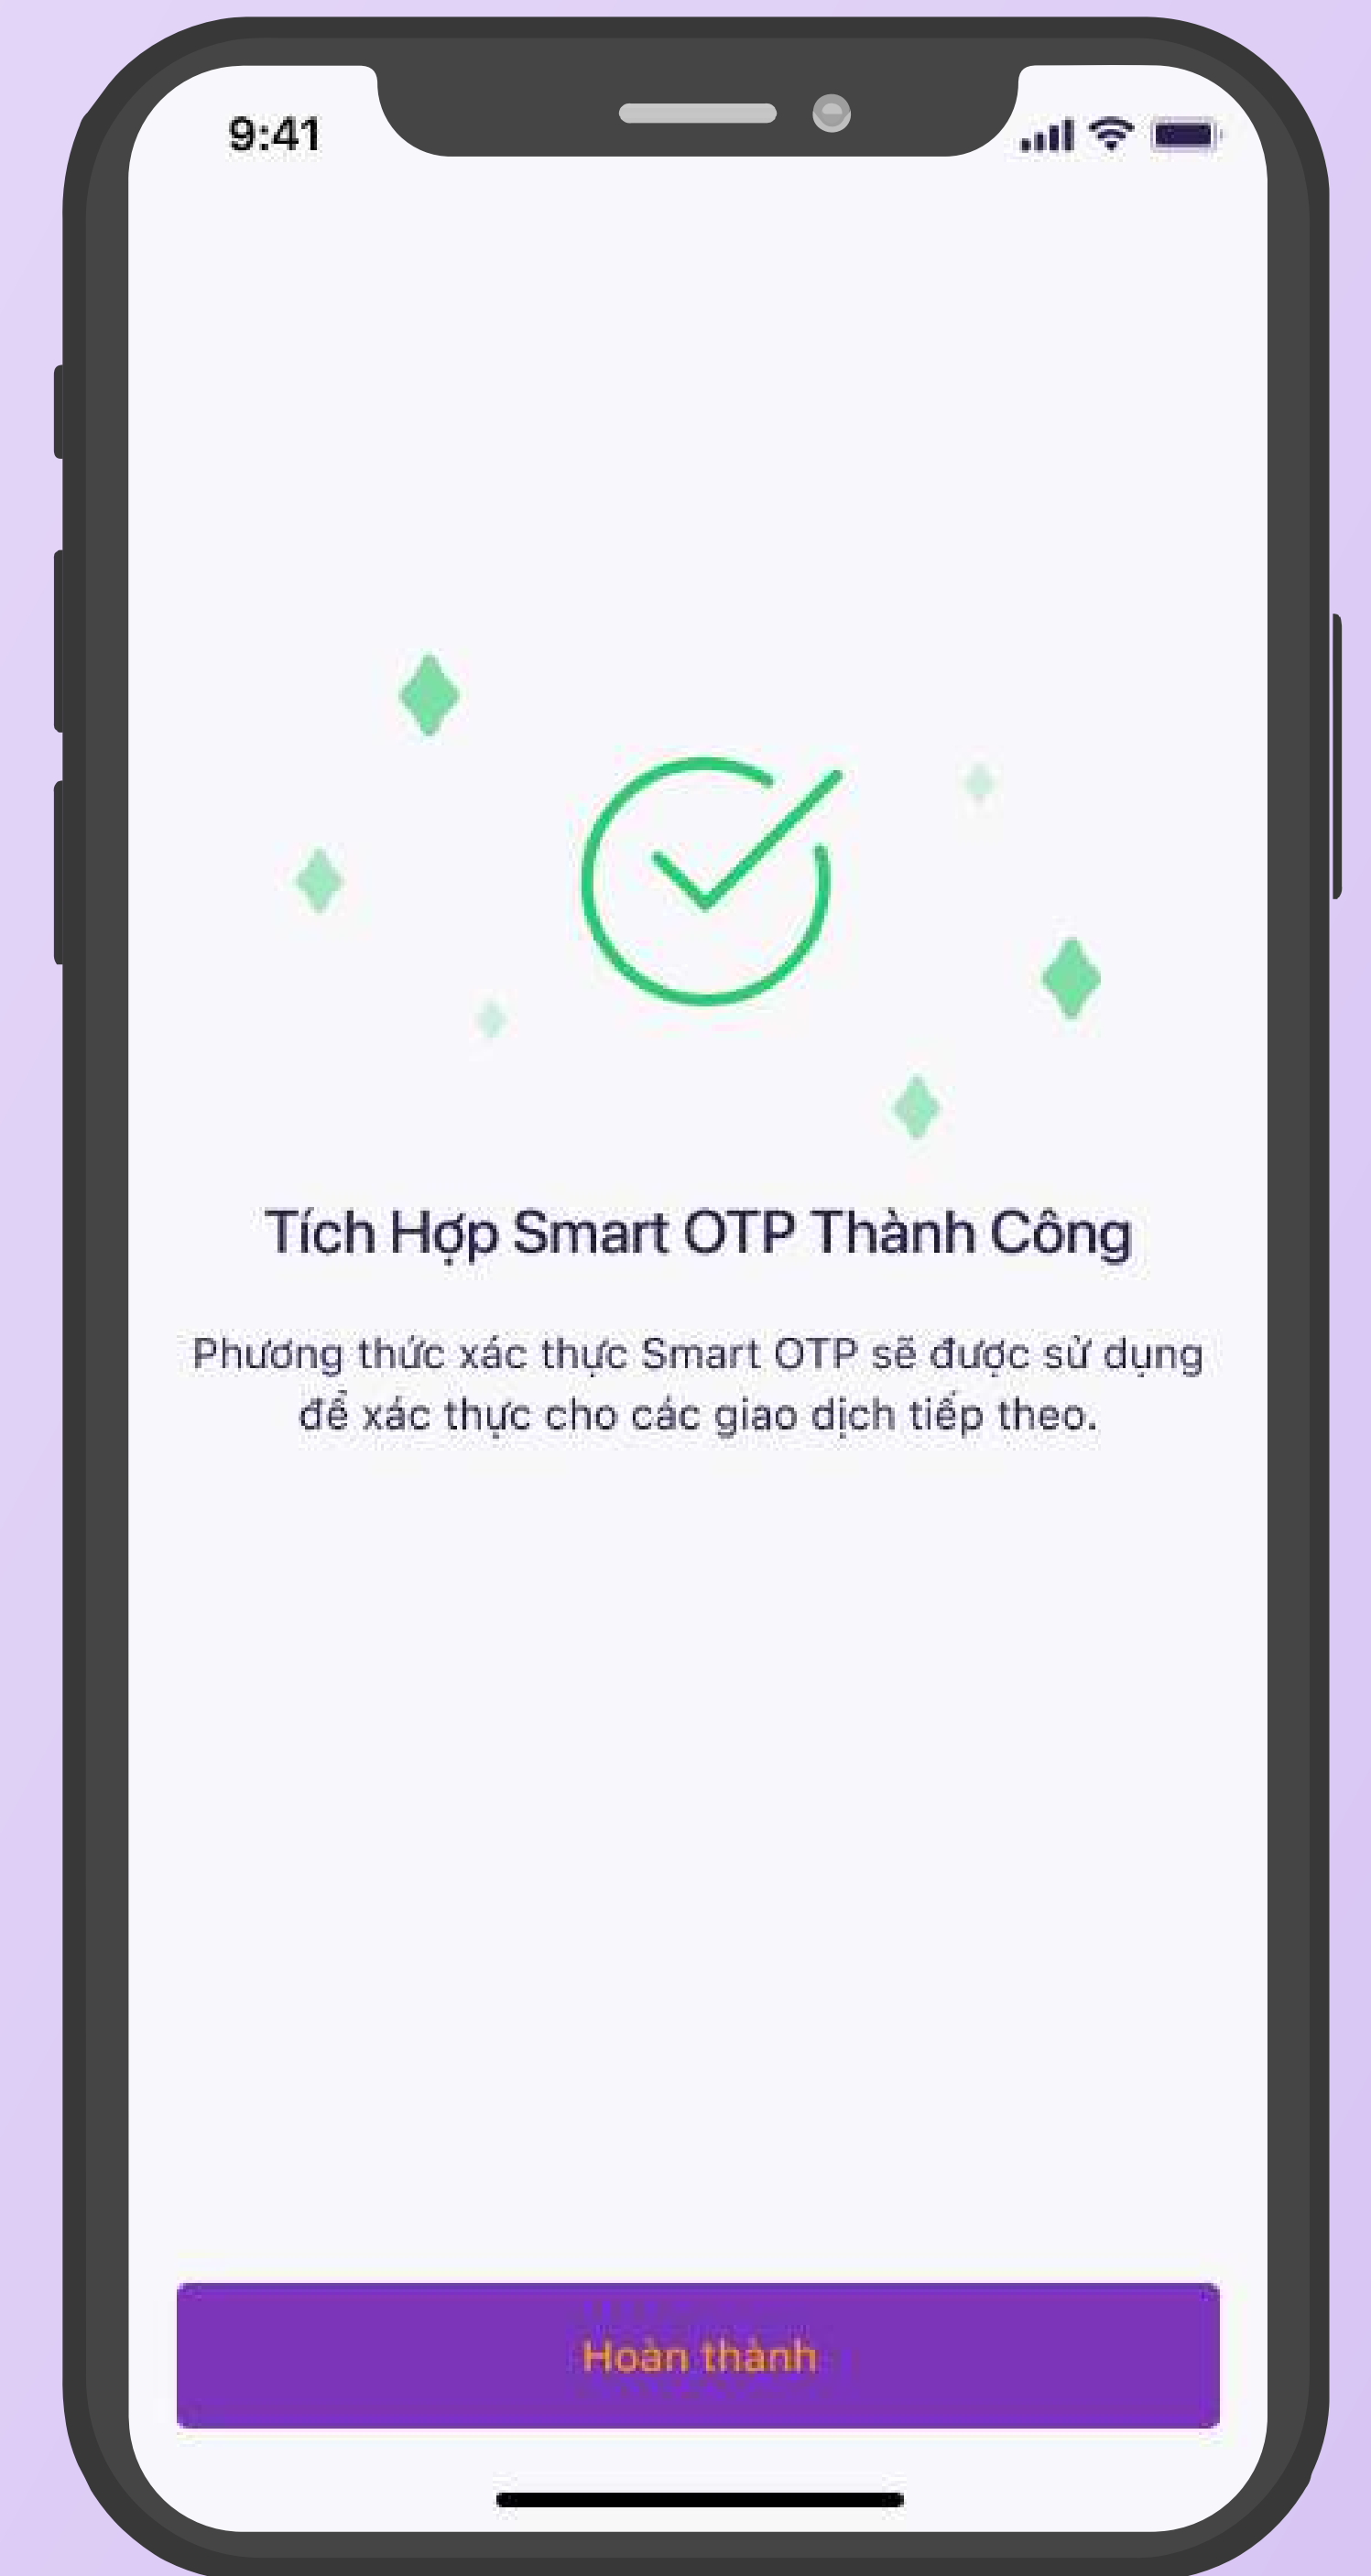 9:41
Tích Hợp Smart OTP Thành Công
Phương thức xác thực Smart OTP sẽ được sử dụng
để xác thực cho các giao dịch tiếp theo.
Hoàn thành